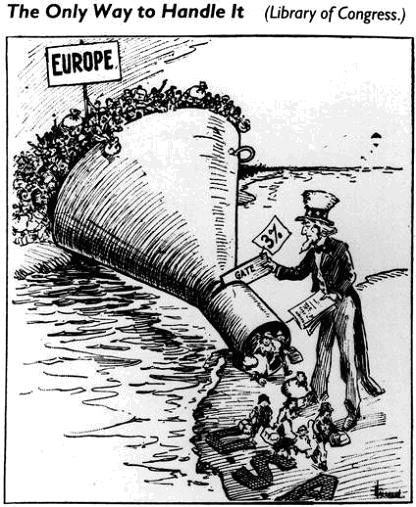 The Only Way to Handle It (Library of Congress.)
EUROPE
3%
GATE